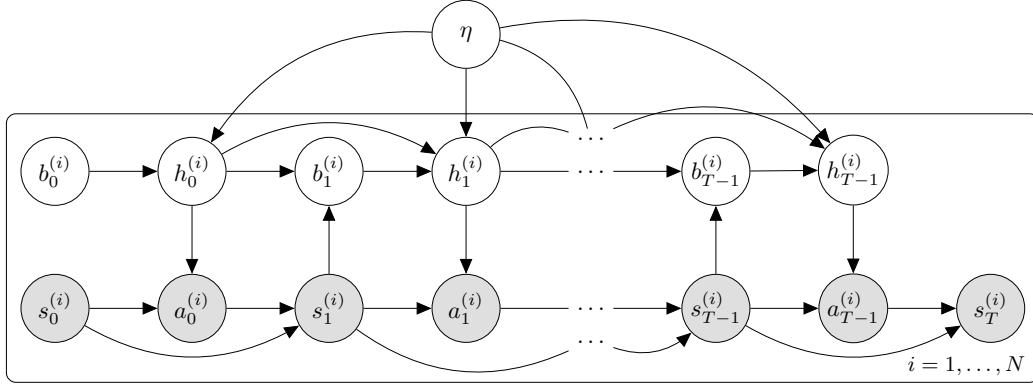 η
⋯
b_0^{(i)} h_0^{(i)} b_1^{(i)} h_1^{(i)} ⋯ b_{T−1}^{(i)} h_{T−1}^{(i)}
s_0^{(i)} a_0^{(i)} s_1^{(i)} a_1^{(i)} ⋯ s_{T−1}^{(i)} a_{T−1}^{(i)} s_T^{(i)}
⋯
i = 1, . . . , N